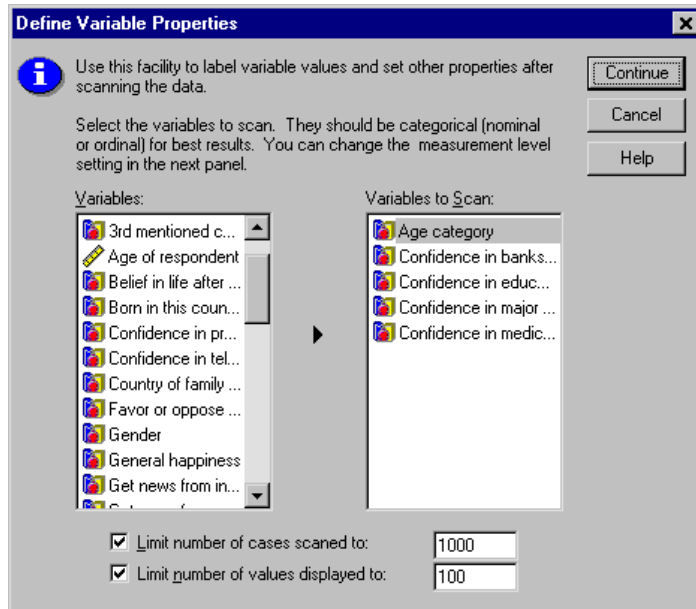 Define Variable Properties
Use this facility to label variable values and set other properties after
scanning the data.
Select the variables to scan. They should be categorical (nominal
or ordinal) for best results. You can change the measurement level
setting in the next panel.
Continue
Cancel
Help
Variables:
3rd mentioned c...
Age of respondent
Belief in life after ...
Born in this coun...
Confidence in pr...
Confidence in tel...
Country of family ...
Favor or oppose ...
Gender
General happiness
Get news from in...
Variables to Scan:
Age category
Confidence in banks...
Confidence in educ...
Confidence in major ...
Confidence in medic...
Limit number of cases scaned to: 1000
Limit number of values displayed to: 100